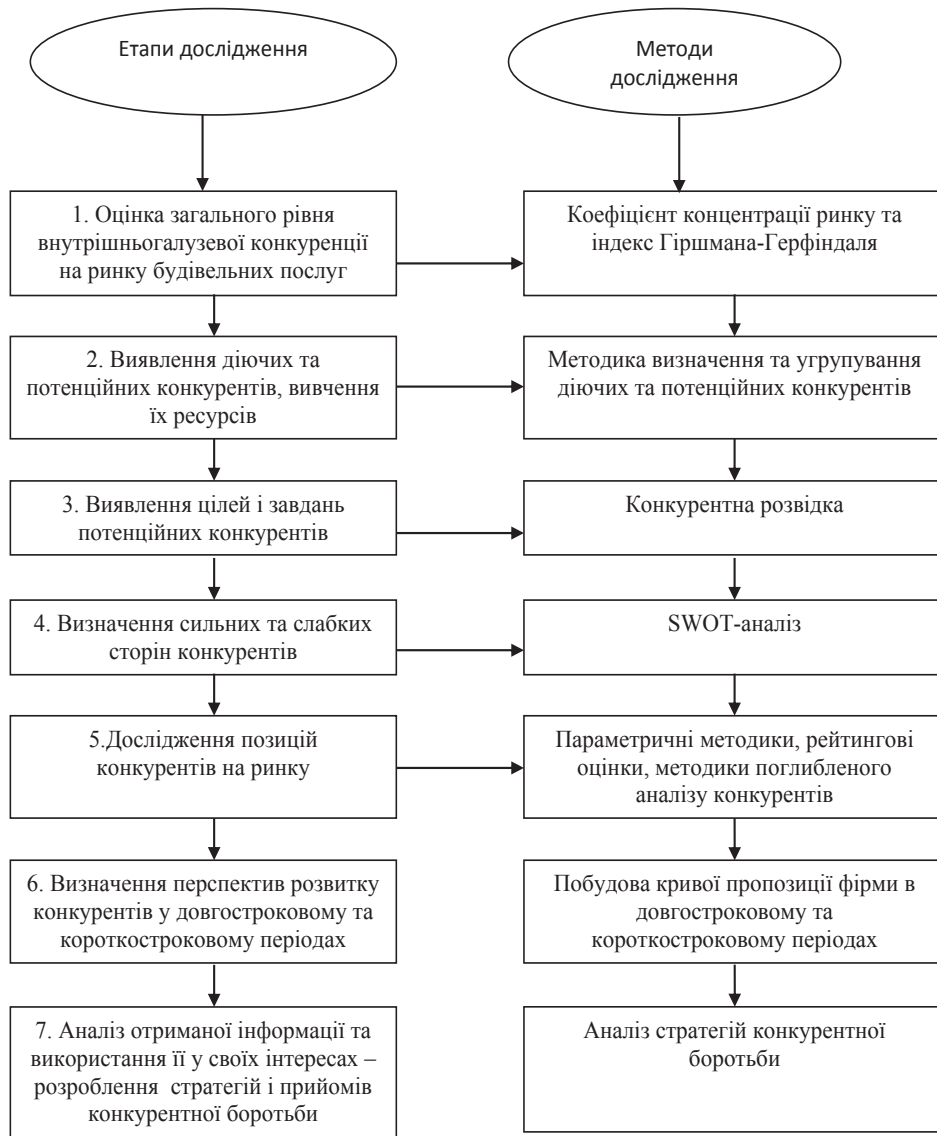 Етапи дослідження
Методи
дослідження
1. Оцінка загального рівня
внутрішньогалузевої конкуренції
на ринку будівельних послуг
Коефіцієнт концентрації ринку та
індекс Гіршмана-Герфіндаля
2. Виявлення діючих та
потенційних конкурентів, вивчення
їх ресурсів
Методика визначення та угрупування
діючих та потенційних конкурентів
3. Виявлення цілей і завдань
потенційних конкурентів
Конкурентна розвідка
4. Визначення сильних та слабких
сторін конкурентів
SWOT-аналіз
5.Дослідження позицій
конкурентів на ринку
Параметричні методики, рейтингові
оцінки, методики поглибленого
аналізу конкурентів
6. Визначення перспектив розвитку
конкурентів у довгостроковому та
короткостроковому періодах
Побудова кривої пропозиції фірми в
довгостроковому та
короткостроковому періодах
7. Аналіз отриманої інформації та
використання її у своїх інтересах –
розроблення стратегій і прийомів
конкурентної боротьби
Аналіз стратегій конкурентної
боротьби